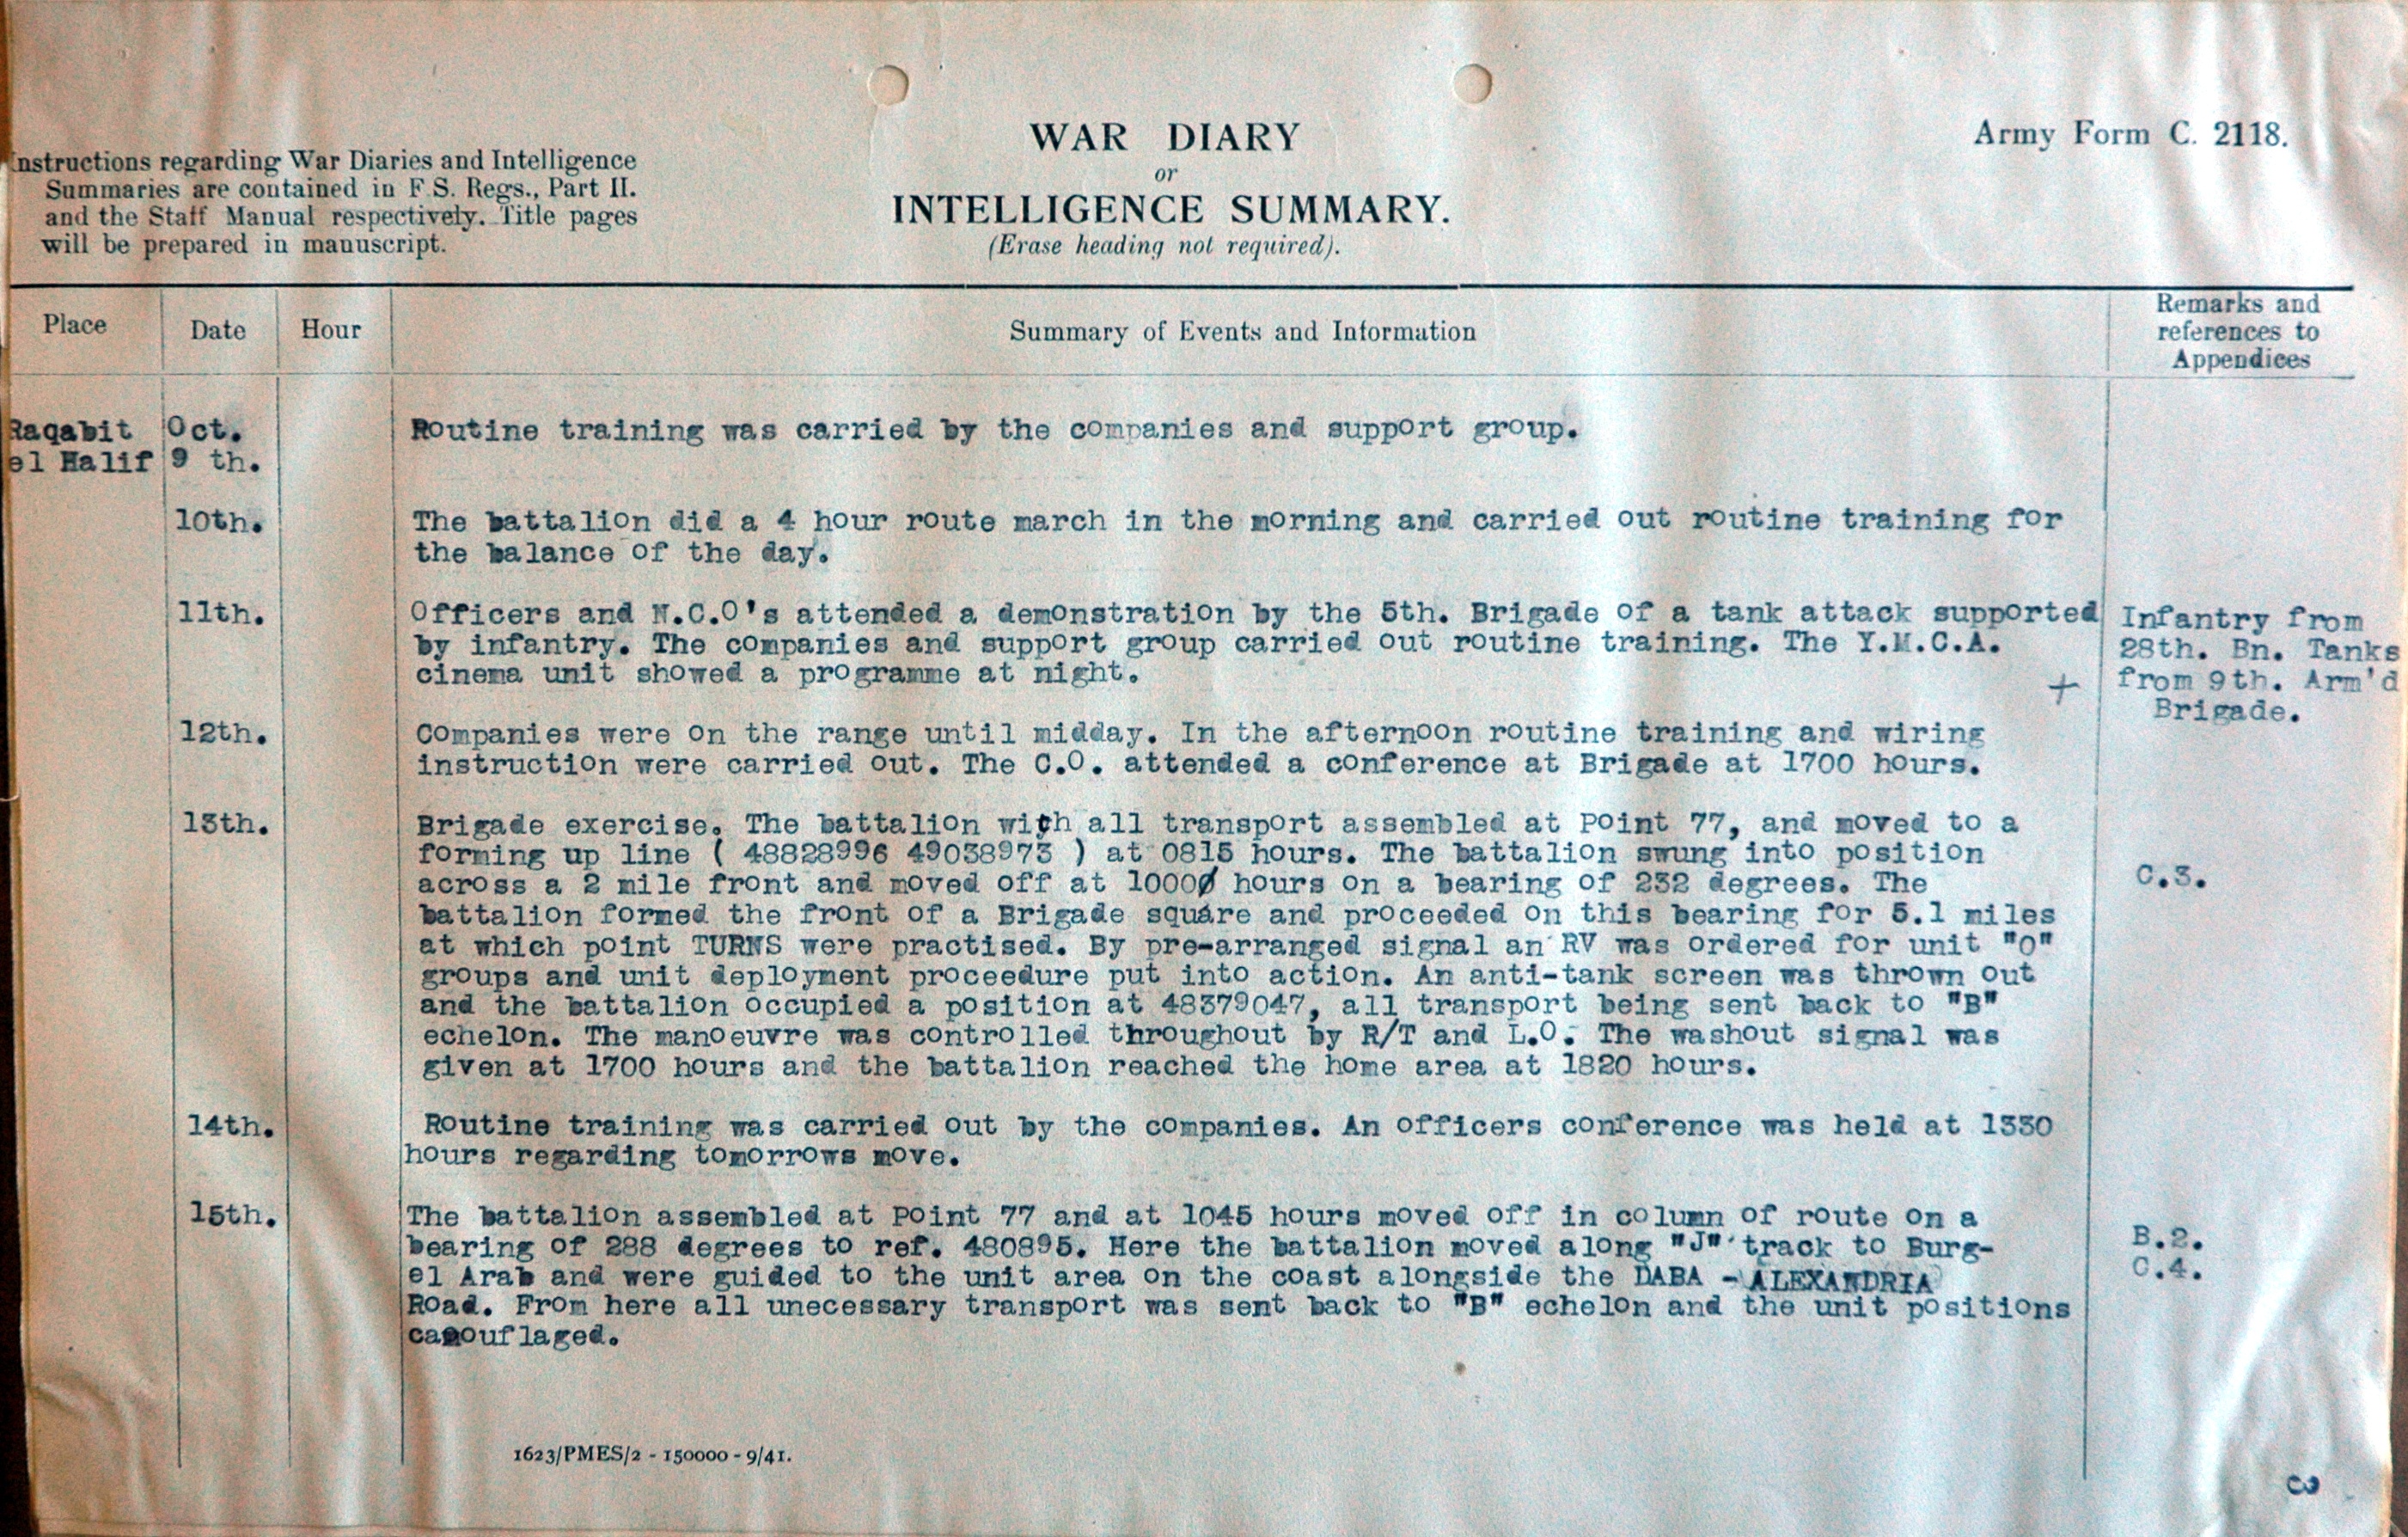 Instructions regarding War Diaries and Intelligence
Summaries are contained in F S. Regs., Part II.
and the Staff Manual respectively. Title pages
will be prepared in manuscript.
WAR DIARY
or
INTELLIGENCE SUMMARY.
(Erase heading not required).
Army Form C. 2118.
Place Date Hour Summary of Events and Information Remarks and
references to
Appendices
Raqabit Oct. Routine training was carried by the companies and support group.
el Halif 9 th.
10th. The battalion did a 4 hour route march in the morning and carried out routine training for
the balance of the day.
11th. Officers and N.C.O's attended a demonstration by the 5th. Brigade of a tank attack supported
by infantry. The companies and support group carried out routine training. The Y.M.C.A.
cinema unit showed a programme at night. +
Infantry from
28th. Bn. Tanks
from 9th. Arm'd
Brigade.
12th. Companies were on the range until midday. In the afternoon routine training and wiring
instruction were carried out. The C.O. attended a conference at Brigade at 1700 hours.
13th. Brigade exercise. The battalion with all transport assembled at Point 77, and moved to a
forming up line ( 48828996 49038973 ) at 0815 hours. The battalion swung into position
across a 2 mile front and moved off at 1000 hours on a bearing of 232 degrees. The C.3.
battalion formed the front of a Brigade square and proceeded on this bearing for 5.1 miles
at which point TURNS were practised. By pre-arranged signal an RV was ordered for unit "O"
groups and unit deployment proceedure put into action. An anti-tank screen was thrown out
and the battalion occupied a position at 48379047, all transport being sent back to "B"
echelon. The manoeuvre was controlled throughout by R/T and L.O. The washout signal was
given at 1700 hours and the battalion reached the home area at 1820 hours.
14th. Routine training was carried out by the companies. An officers conference was held at 1330
hours regarding tomorrows move.
15th. The battalion assembled at Point 77 and at 1045 hours moved off in column of route on a
bearing of 288 degrees to ref. 480895. Here the battalion moved along "J" track to Burg- B.2.
el Arab and were guided to the unit area on the coast alongside the DABA - ALEXANDRIA C.4.
Road. From here all unecessary transport was sent back to "B" echelon and the unit positions
camouflaged.
1623/PMES/2 - 150000 - 9/41.
3